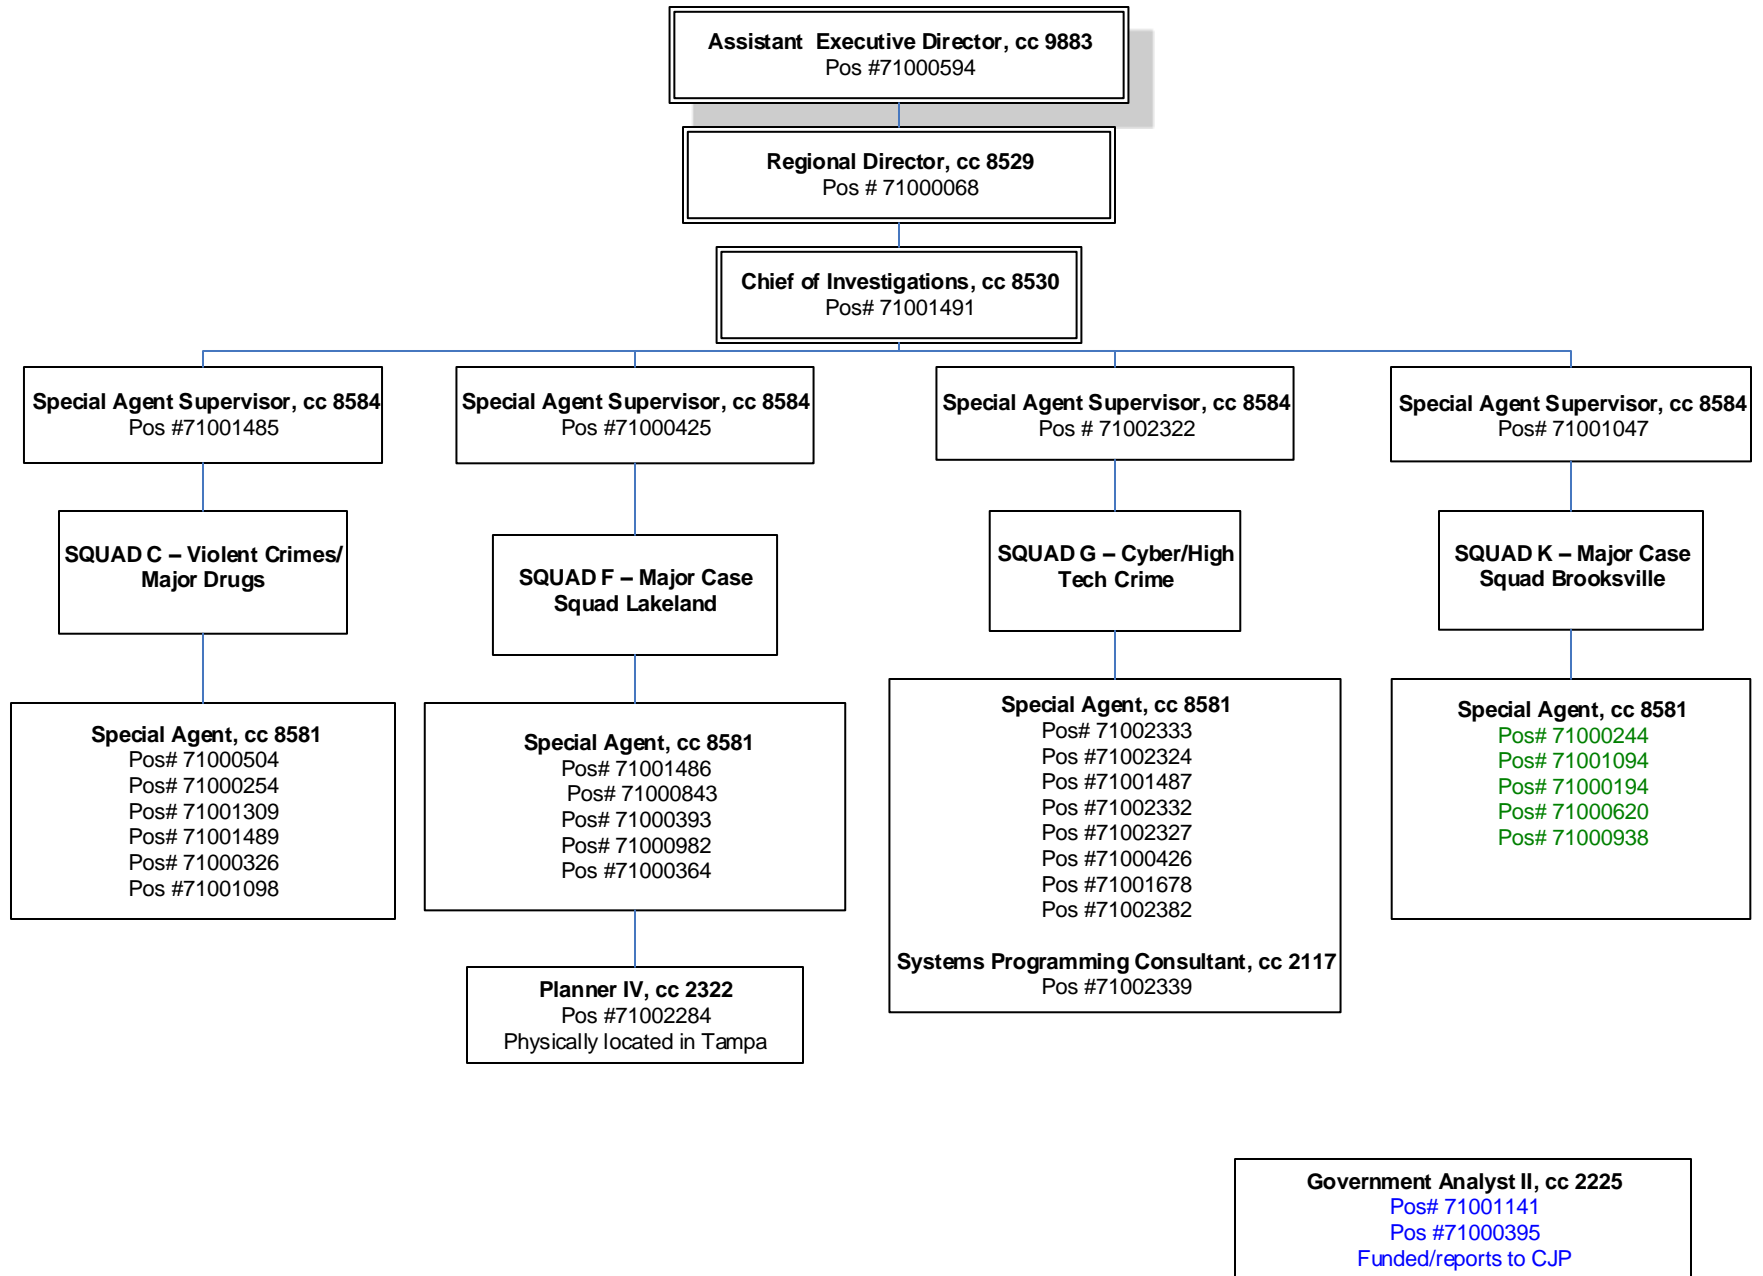 Assistant Executive Director, cc 9883
Pos #71000594
Regional Director, cc 8529
Pos # 71000068
Chief of Investigations, cc 8530
Pos# 71001491
Special Agent Supervisor, cc 8584
Pos #71001485
SQUAD C – Violent Crimes/
Major Drugs
Special Agent, cc 8581
Pos# 71000504
Pos# 71000254
Pos# 71001309
Pos# 71001489
Pos# 71000326
Pos #71001098
Special Agent Supervisor, cc 8584
Pos #71000425
SQUAD F – Major Case
Squad Lakeland
Special Agent, cc 8581
Pos# 71001486
Pos# 71000843
Pos# 71000393
Pos# 71000982
Pos #71000364
Planner IV, cc 2322
Pos #71002284
Physically located in Tampa
Special Agent Supervisor, cc 8584
Pos # 71002322
SQUAD G – Cyber/High
Tech Crime
Special Agent, cc 8581
Pos# 71002333
Pos #71002324
Pos #71001487
Pos #71002332
Pos #71002327
Pos #71000426
Pos #71001678
Pos #71002382
Systems Programming Consultant, cc 2117
Pos #71002339
Special Agent Supervisor, cc 8584
Pos# 71001047
SQUAD K – Major Case
Squad Brooksville
Special Agent, cc 8581
Pos# 71000244
Pos# 71001094
Pos# 71000194
Pos# 71000620
Pos# 71000938
Government Analyst II, cc 2225
Pos# 71001141
Pos #71000395
Funded/reports to CJP